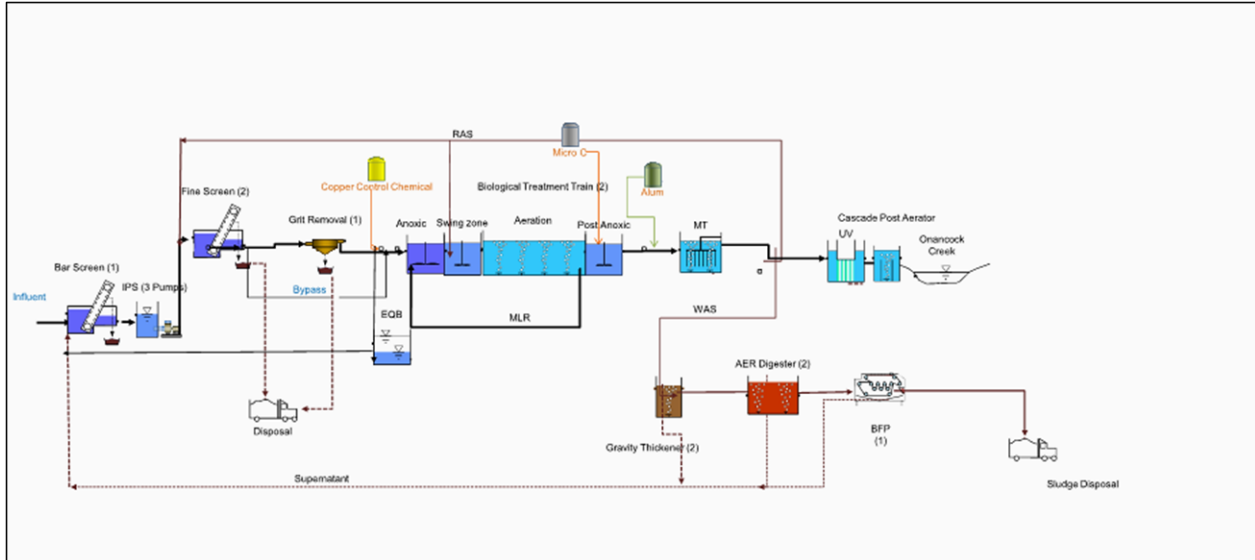 RAS
Micro C
Copper Control Chemical
Biological Treatment Train (2)
Alum
Fine Screen (2)
Grit Removal (1)
Anoxic
Swing zone
Aeration
Post Anoxic
MT
Cascade Post Aerator
UV
Onancock
Creek
Bar Screen (1)
IPS (3 Pumps)
Influent
Bypass
EQB
MLR
WAS
AER Digester (2)
Disposal
Gravity Thickener (2)
BFP
(1)
Supernatant
Sludge Disposal